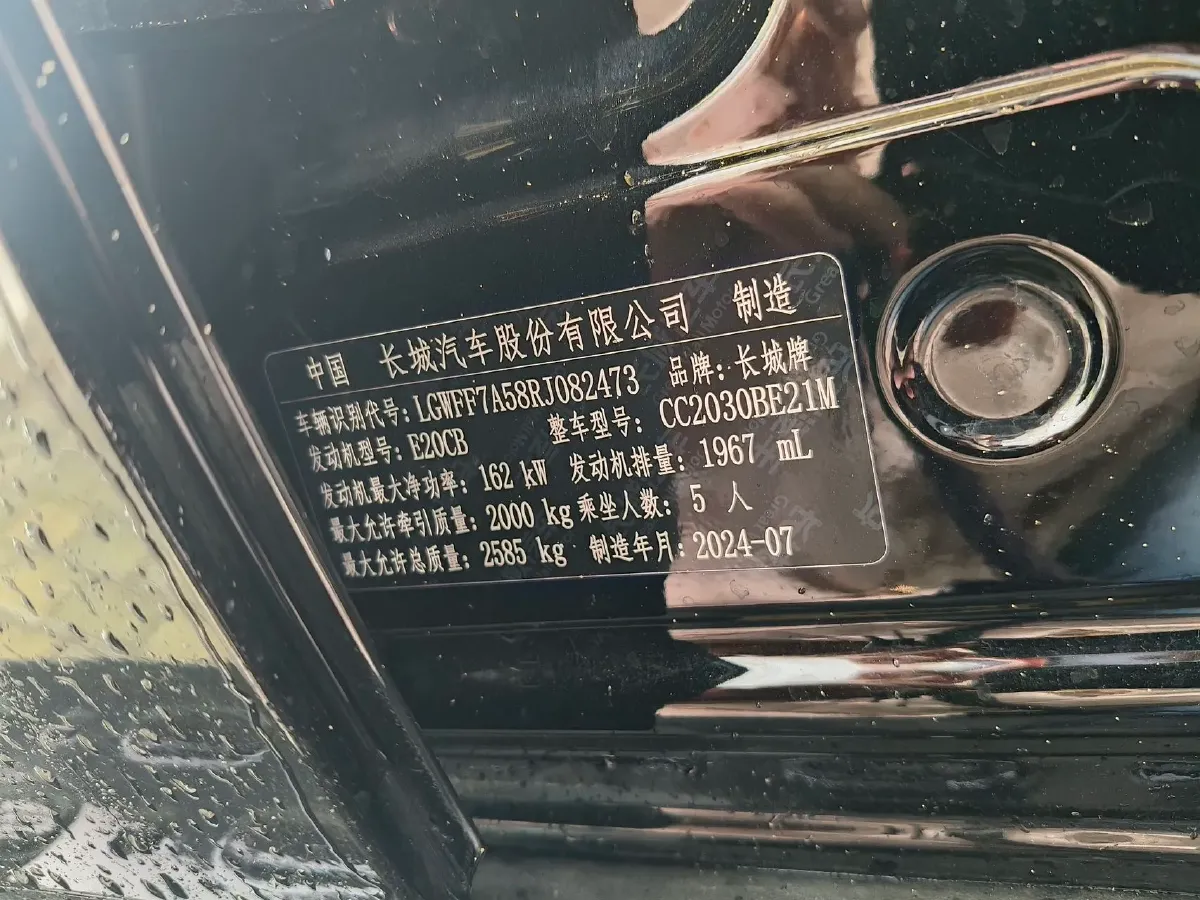 中国 长城汽车股份有限公司 制造
车辆识别代号：LGWFF7A58RJ082473 品牌：长城牌
发动机型号：E20CB 整车型号：CC2030BE21M
发动机最大净功率：162 kW 发动机排量：1967 mL
最大允许牵引质量：2000 kg 乘坐人数：5 人
最大允许总质量：2585 kg 制造年月：2024-07